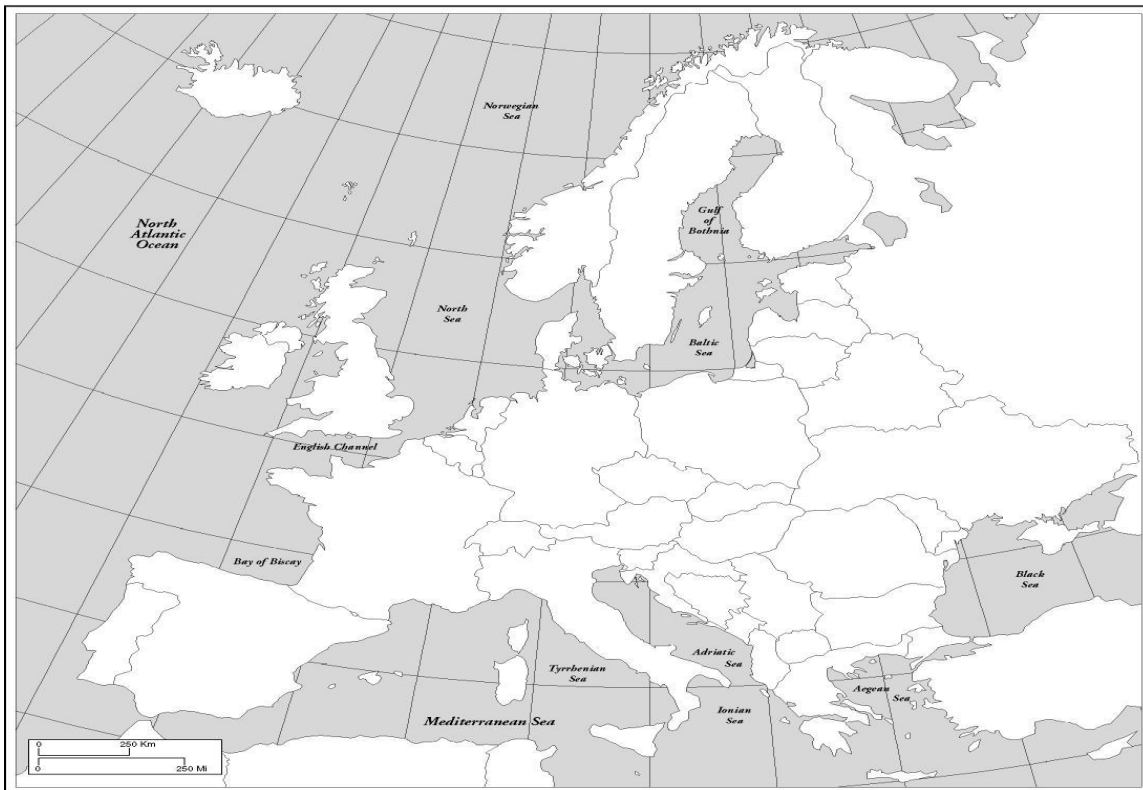 Norwegian
Sea
North
Atlantic
Ocean
Gulf
of
Bothnia
North
Sea
Baltic
Sea
English Channel
Bay of Biscay
Black
Sea
Adriatic
Sea
Tyrrhenian
Sea
Aegean
Sea
Ionian
Sea
Mediterranean Sea
0 250 Km
0 250 Mi